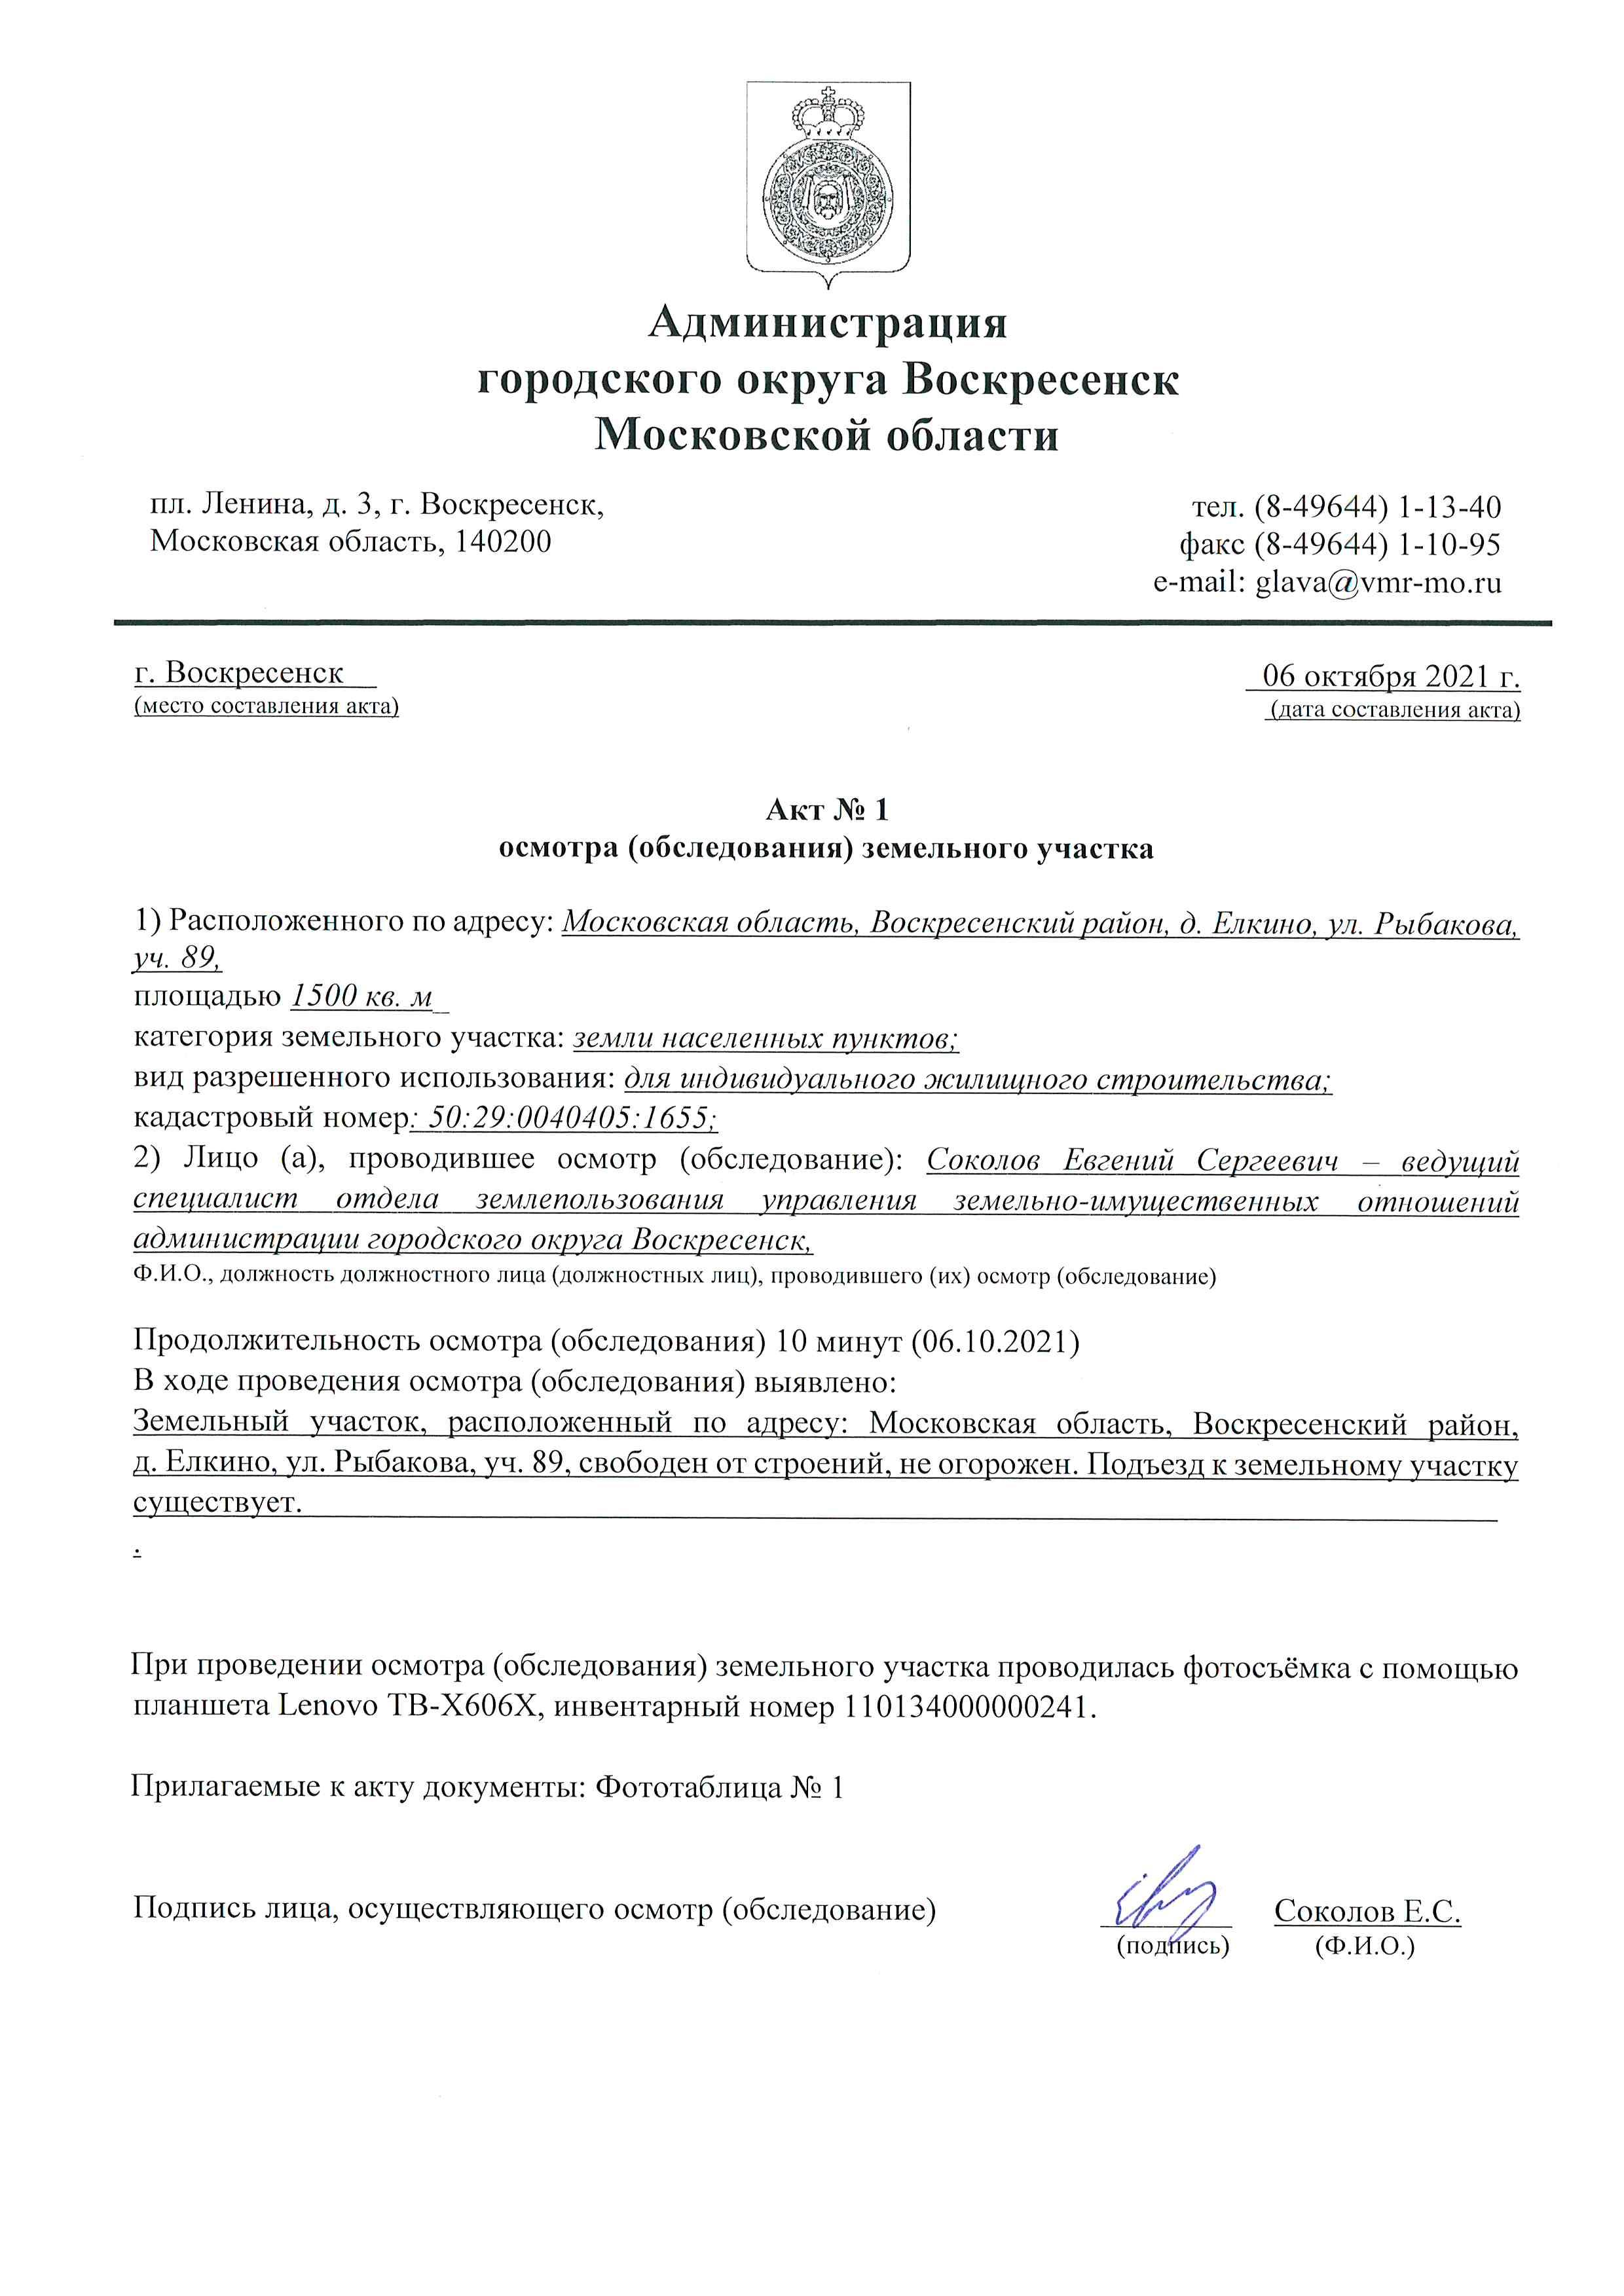 Администрация
городского округа Воскресенск
Московской области
пл. Ленина, д. 3, г. Воскресенск,
Московская область, 140200
тел. (8-49644) 1-13-40
факс (8-49644) 1-10-95
e-mail: glava@vmr-mo.ru
г. Воскресенск
(место составления акта)
06 октября 2021 г.
(дата составления акта)
Акт № 1
осмотра (обследования) земельного участка
1) Расположенного по адресу: Московская область, Воскресенский район, д. Елкино, ул. Рыбакова,
уч. 89,
площадью 1500 кв. м_
категория земельного участка: земли населенных пунктов;
вид разрешенного использования: для индивидуального жилищного строительства;
кадастровый номер: 50:29:0040405:1655;
2) Лицо (а), проводившее осмотр (обследование): Соколов Евгений Сергеевич – ведущий
специалист отдела землепользования управления земельно-имущественных отношений
администрации городского округа Воскресенск,
Ф.И.О., должность должностного лица (должностных лиц), проводившего (их) осмотр (обследование)
Продолжительность осмотра (обследования) 10 минут (06.10.2021)
В ходе проведения осмотра (обследования) выявлено:
Земельный участок, расположенный по адресу: Московская область, Воскресенский район,
д. Елкино, ул. Рыбакова, уч. 89, свободен от строений, не огорожен. Подъезд к земельному участку
существует.
.
При проведении осмотра (обследования) земельного участка проводилась фотосъёмка с помощью
планшета Lenovo TB-X606X, инвентарный номер 110134000000241.
Прилагаемые к акту документы: Фототаблица № 1
Подпись лица, осуществляющего осмотр (обследование) Соколов Е.С.
(подпись) (Ф.И.О.)